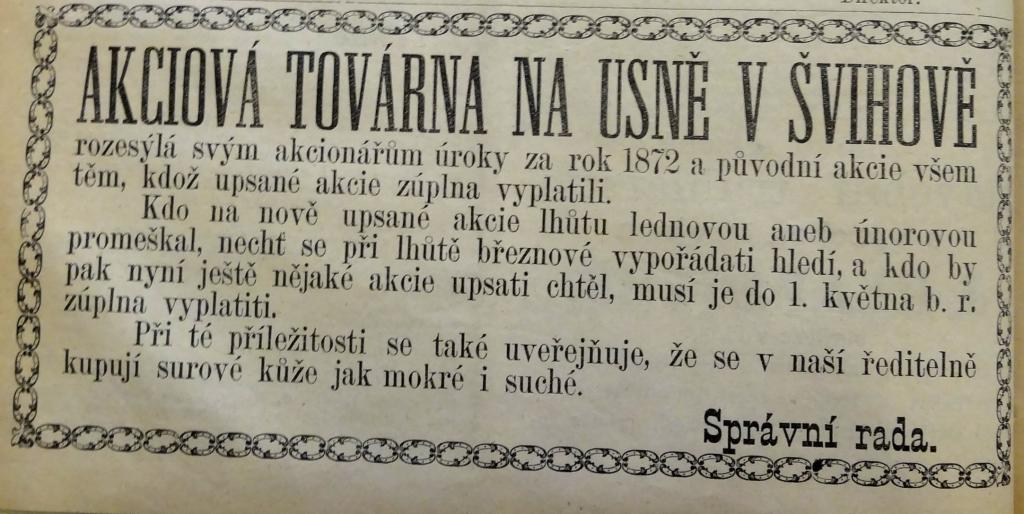 Direktor.
AKCIOVÁ TOVÁRNA NA USNĚ V ŠVIHOVĚ
rozesýlá svým akcionářům úroky za rok 1872 a původní akcie všem
těm, kdož upsané akcie zúplna vyplatili.
Kdo na nově upsané akcie lhůtu lednovou aneb únorovou
promeškal, nechť se při lhůtě březnové vypořádati hledí, a kdo by
pak nyní ještě nějaké akcie upsati chtěl, musí je do 1. května b. r.
zúplna vyplatiti.
Při té příležitosti se také uveřejňuje, že se v naší ředitelně
kupují surové kůže jak mokré i suché.
Správní rada.